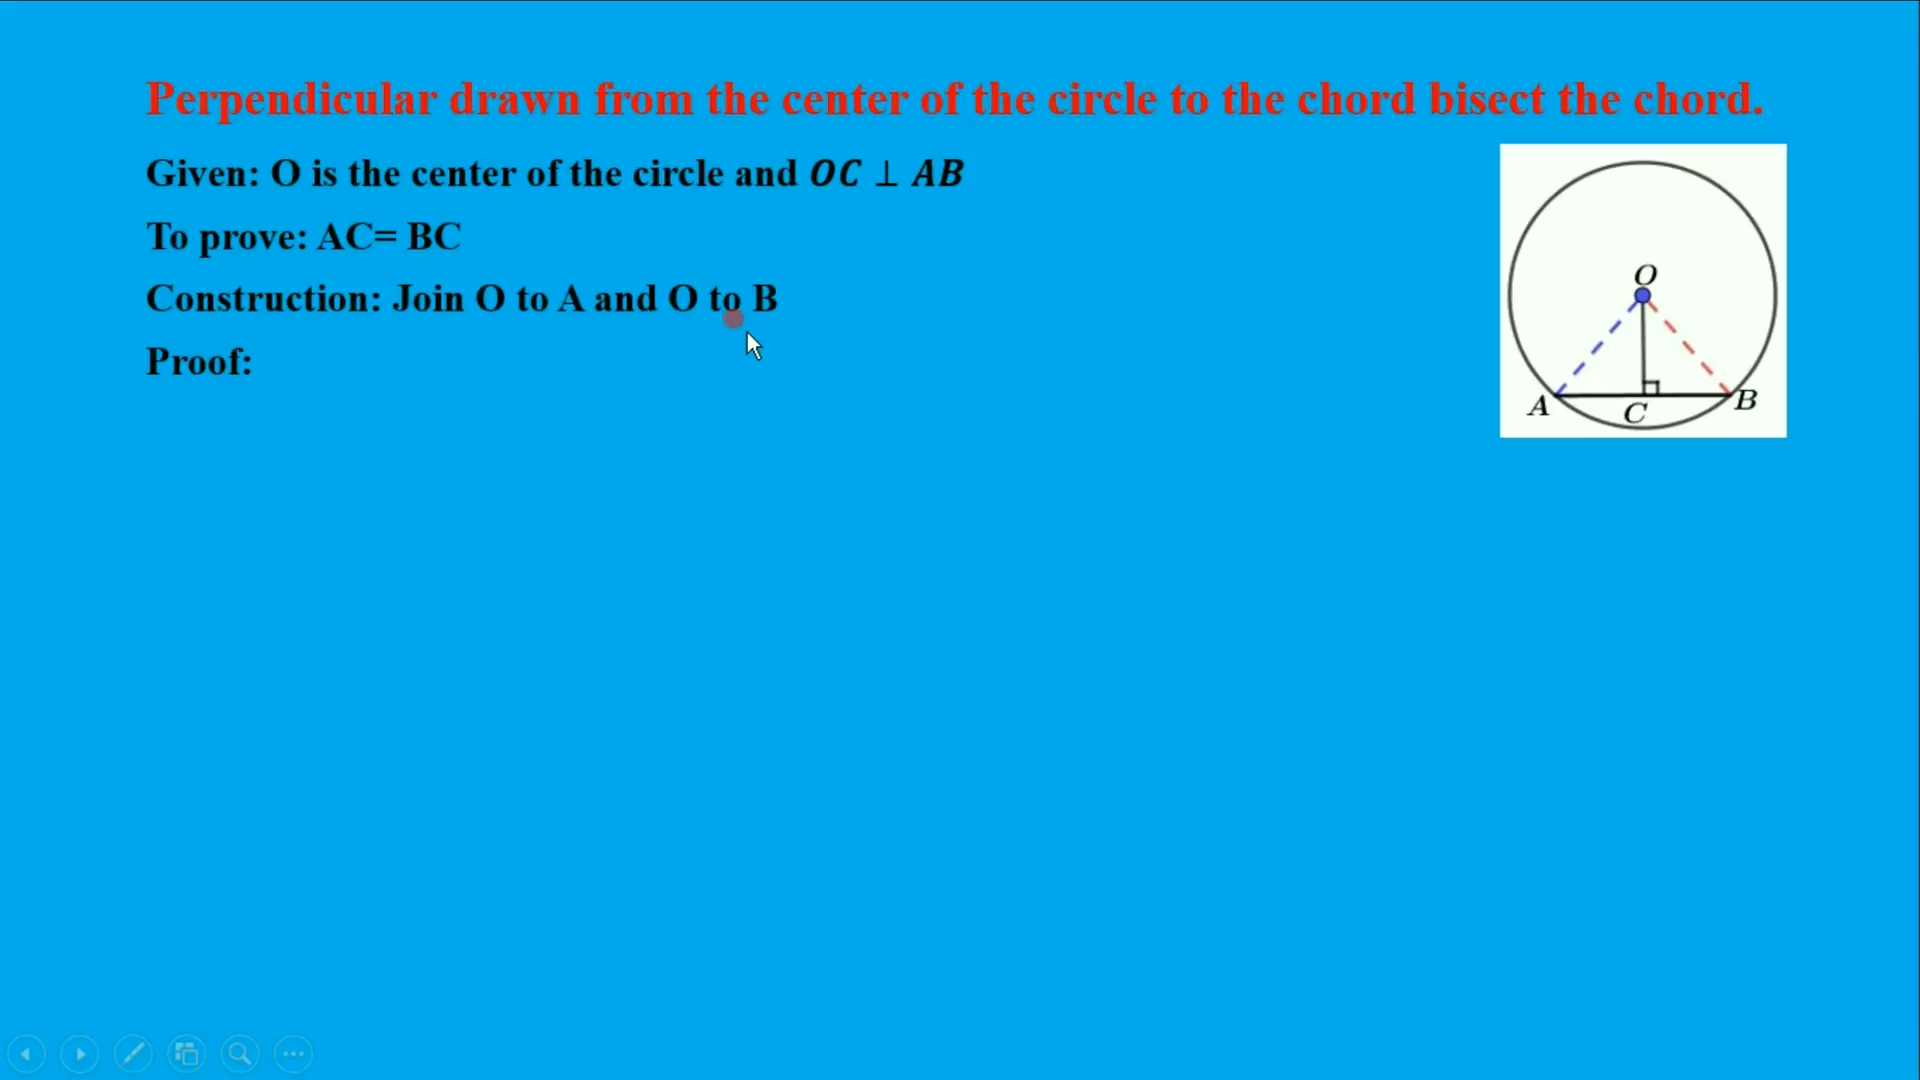 Perpendicular drawn from the center of the circle to the chord bisect the chord.
Given: O is the center of the circle and OC ⊥ AB
To prove: AC= BC
Construction: Join O to A and O to B
Proof:
O
A
C
B